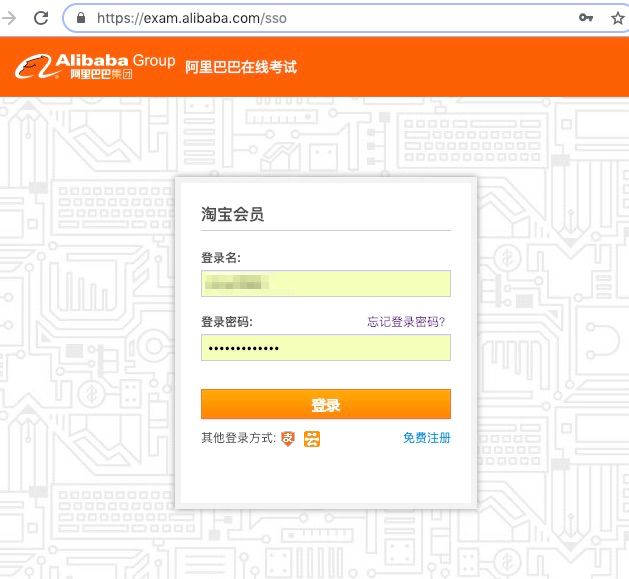 https://exam.alibaba.com/sso
Alibaba Group 阿里巴巴在线考试
阿里巴巴集团
淘宝会员
登录名:
登录密码: 忘记登录密码?
•••••••••••••
登录
其他登录方式: 支 云 免费注册